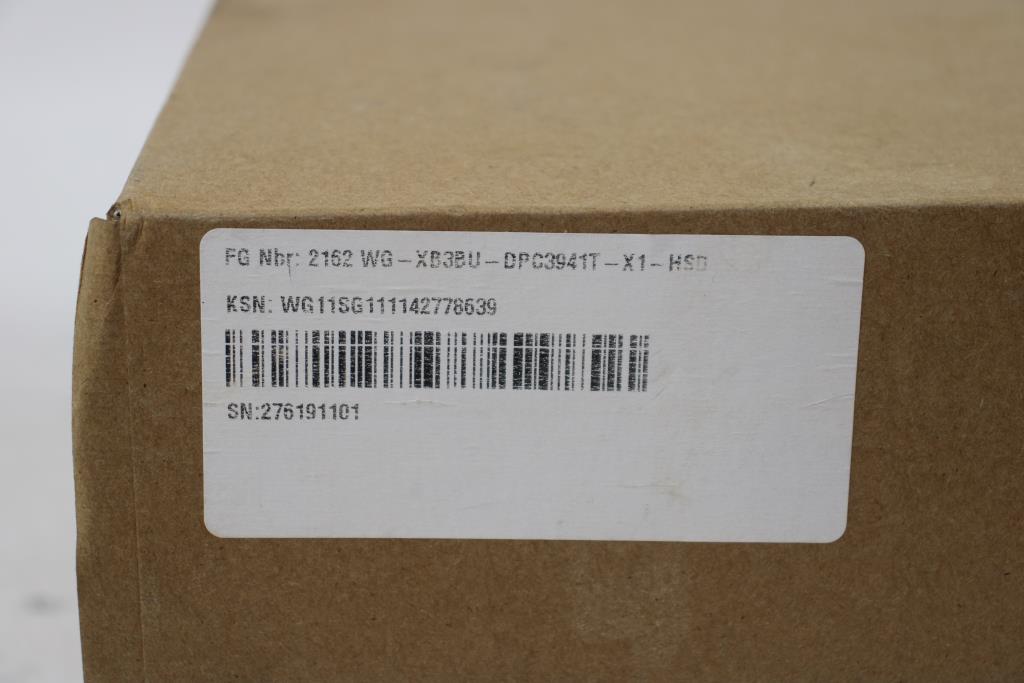 FG Nbr: 2162 WG-XB3BU-DPC3941T-X1-HSD
KSN: WG11SG111142778639
SN:276191101